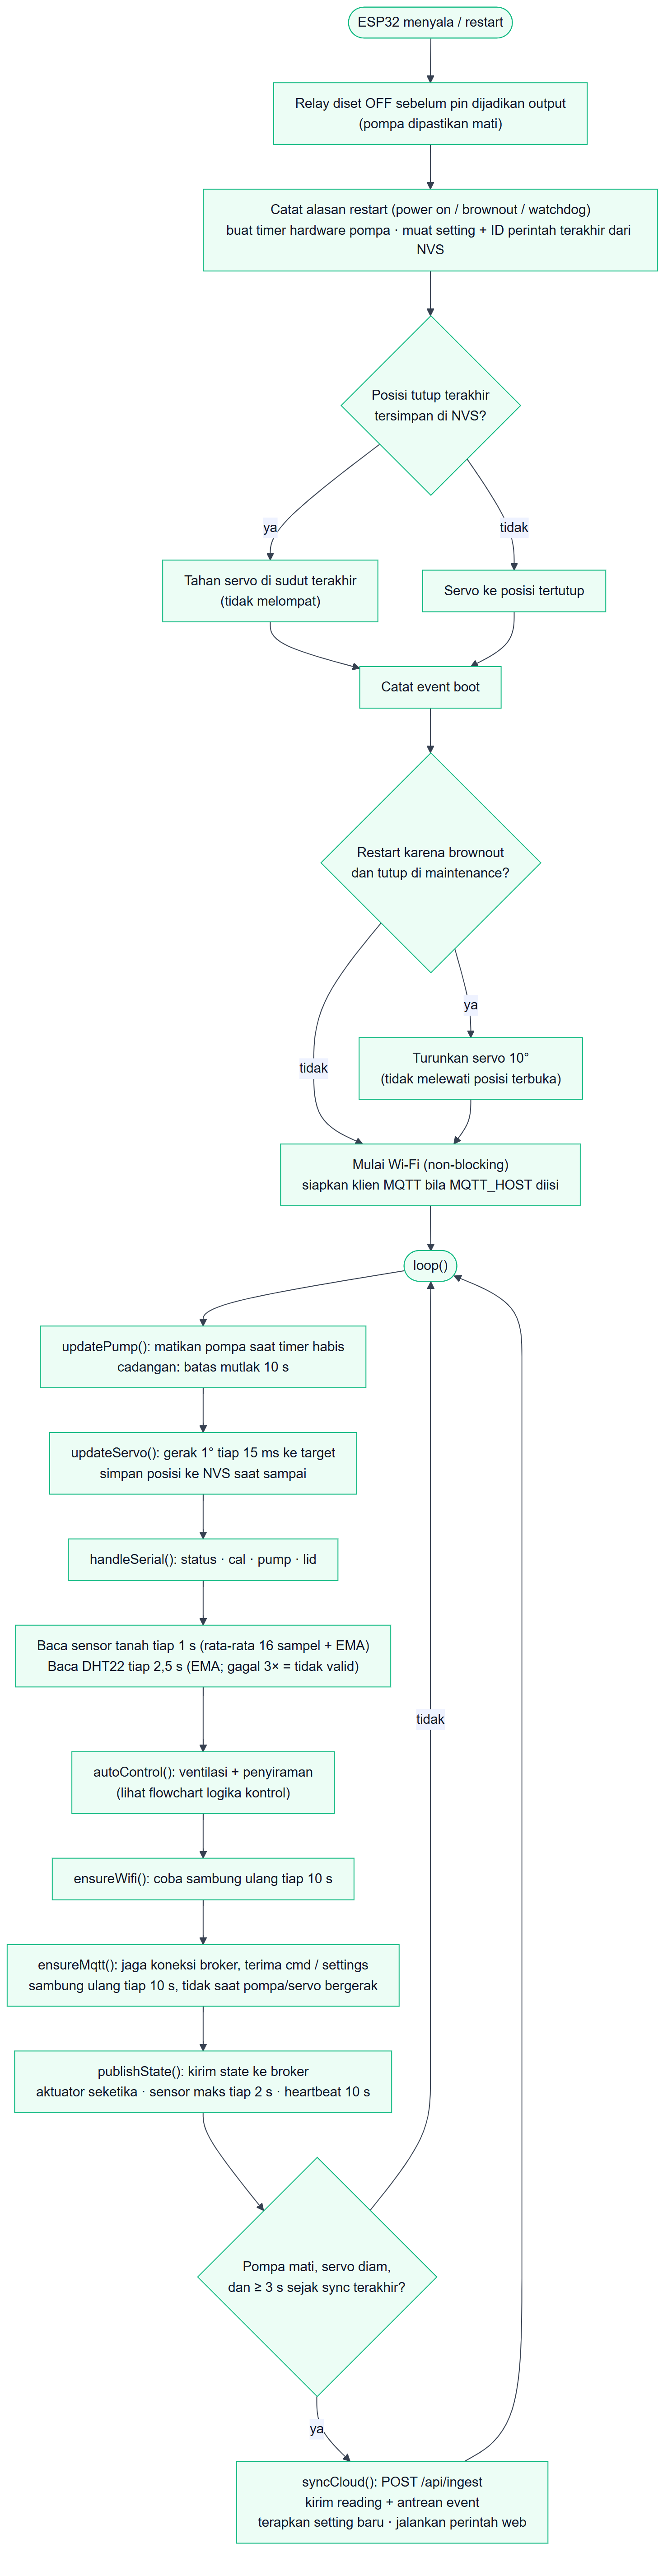 ESP32 menyala / restart
Relay diset OFF sebelum pin dijadikan output
(pompa dipastikan mati)
Catat alasan restart (power on / brownout / watchdog)
buat timer hardware pompa · muat setting + ID perintah terakhir dari
NVS
Posisi tutup terakhir
tersimpan di NVS?
ya
tidak
Tahan servo di sudut terakhir
(tidak melompat)
Servo ke posisi tertutup
Catat event boot
Restart karena brownout
dan tutup di maintenance?
ya
tidak
Turunkan servo 10°
(tidak melewati posisi terbuka)
Mulai Wi-Fi (non-blocking)
siapkan klien MQTT bila MQTT_HOST diisi
loop()
updatePump(): matikan pompa saat timer habis
cadangan: batas mutlak 10 s
updateServo(): gerak 1° tiap 15 ms ke target
simpan posisi ke NVS saat sampai
handleSerial(): status · cal · pump · lid
Baca sensor tanah tiap 1 s (rata-rata 16 sampel + EMA)
Baca DHT22 tiap 2,5 s (EMA; gagal 3× = tidak valid)
tidak
autoControl(): ventilasi + penyiraman
(lihat flowchart logika kontrol)
ensureWifi(): coba sambung ulang tiap 10 s
ensureMqtt(): jaga koneksi broker, terima cmd / settings
sambung ulang tiap 10 s, tidak saat pompa/servo bergerak
publishState(): kirim state ke broker
aktuator seketika · sensor maks tiap 2 s · heartbeat 10 s
Pompa mati, servo diam,
dan ≥ 3 s sejak sync terakhir?
ya
syncCloud(): POST /api/ingest
kirim reading + antrean event
terapkan setting baru · jalankan perintah web